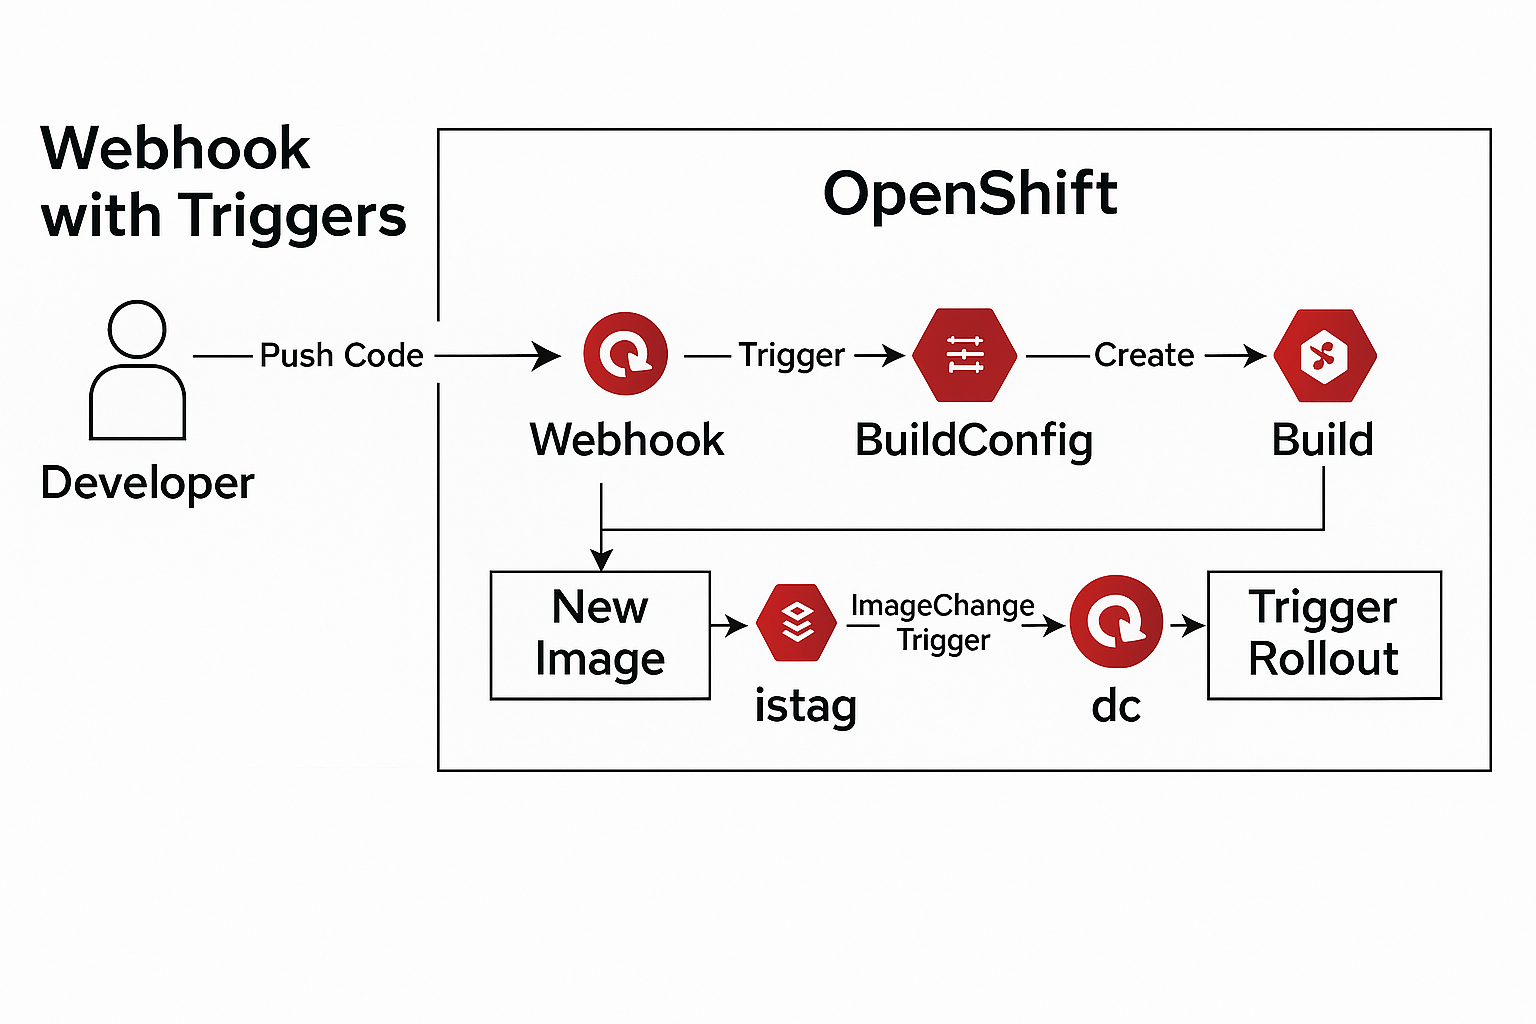 Webhook
with Triggers
OpenShift
Developer
Push Code
Webhook
Trigger
BuildConfig
Create
Build
New
Image
istag
ImageChange
Trigger
dc
Trigger
Rollout